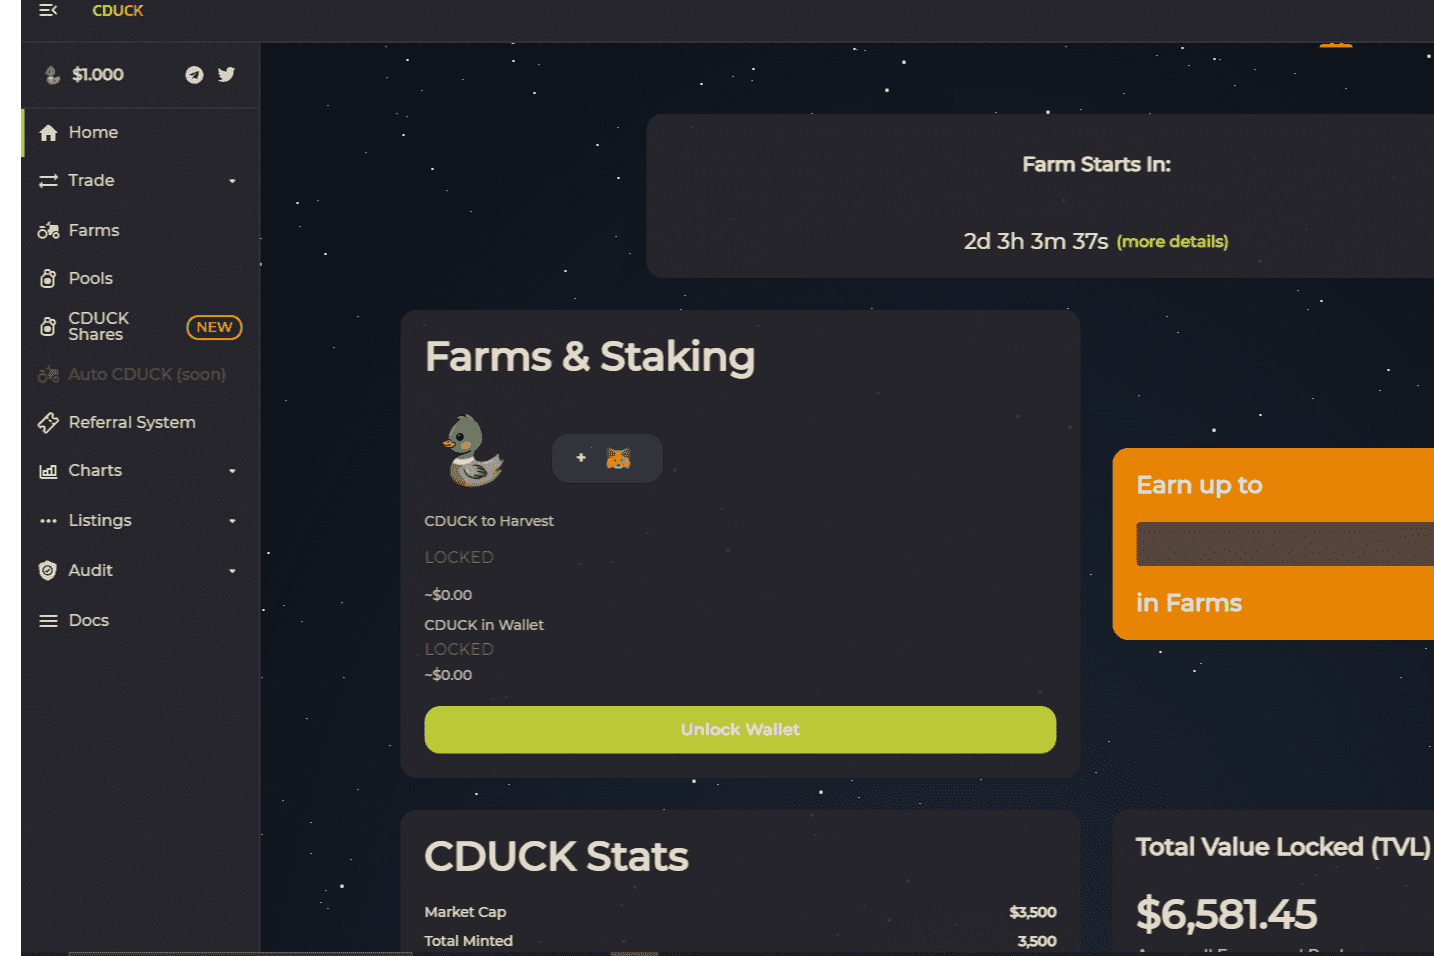 CDUCK
$1.000
Home
Trade
Farms
Pools
CDUCK
Shares
NEW
Auto CDUCK (soon)
Referral System
Charts
Listings
Audit
Docs
Farm Starts In:
2d 3h 3m 37s (more details)
Farms & Staking
+
CDUCK to Harvest
LOCKED
~$0.00
CDUCK in Wallet
LOCKED
~$0.00
Unlock Wallet
Earn up to
in Farms
CDUCK Stats
Market Cap $3,500
Total Minted 3,500
Total Value Locked (TVL)
$6,581.45